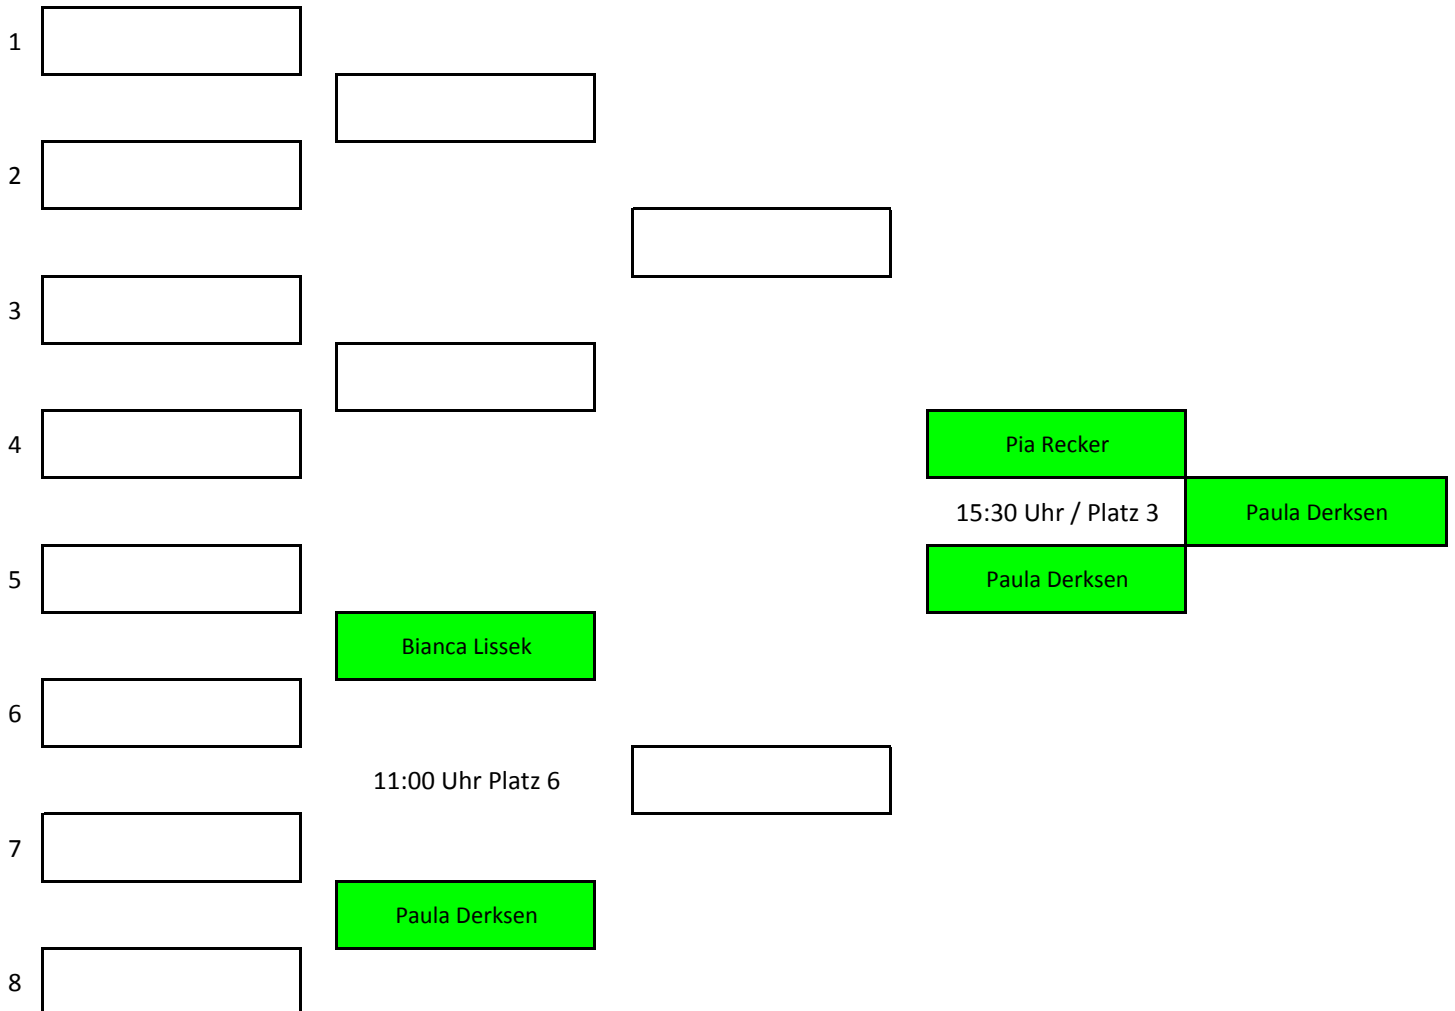 1
2
3
4
Pia Recker
15:30 Uhr / Platz 3
Paula Derksen
5
Paula Derksen
Bianca Lissek
6
11:00 Uhr Platz 6
7
Paula Derksen
8